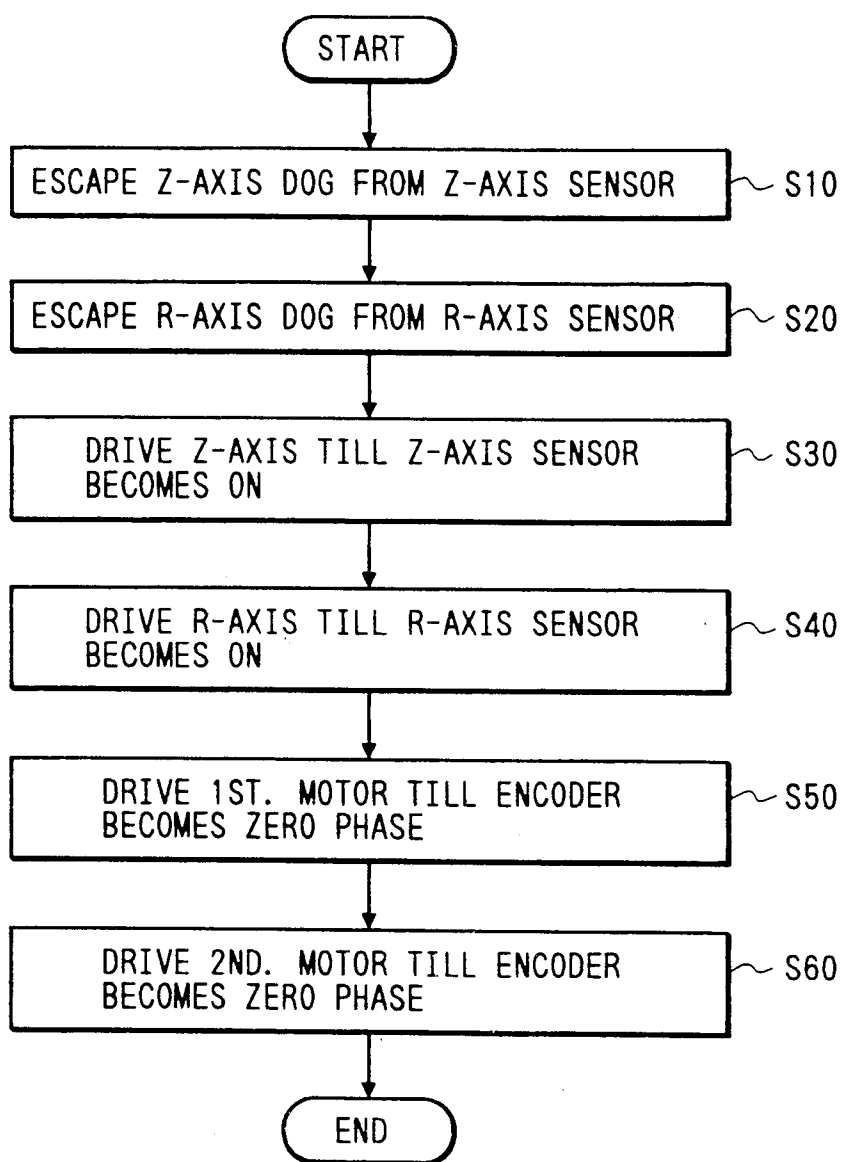 START
ESCAPE Z-AXIS DOG FROM Z-AXIS SENSOR
S10
ESCAPE R-AXIS DOG FROM R-AXIS SENSOR
S20
DRIVE Z-AXIS TILL Z-AXIS SENSOR
BECOMES ON
S30
DRIVE R-AXIS TILL R-AXIS SENSOR
BECOMES ON
S40
DRIVE 1ST. MOTOR TILL ENCODER
BECOMES ZERO PHASE
S50
DRIVE 2ND. MOTOR TILL ENCODER
BECOMES ZERO PHASE
S60
END